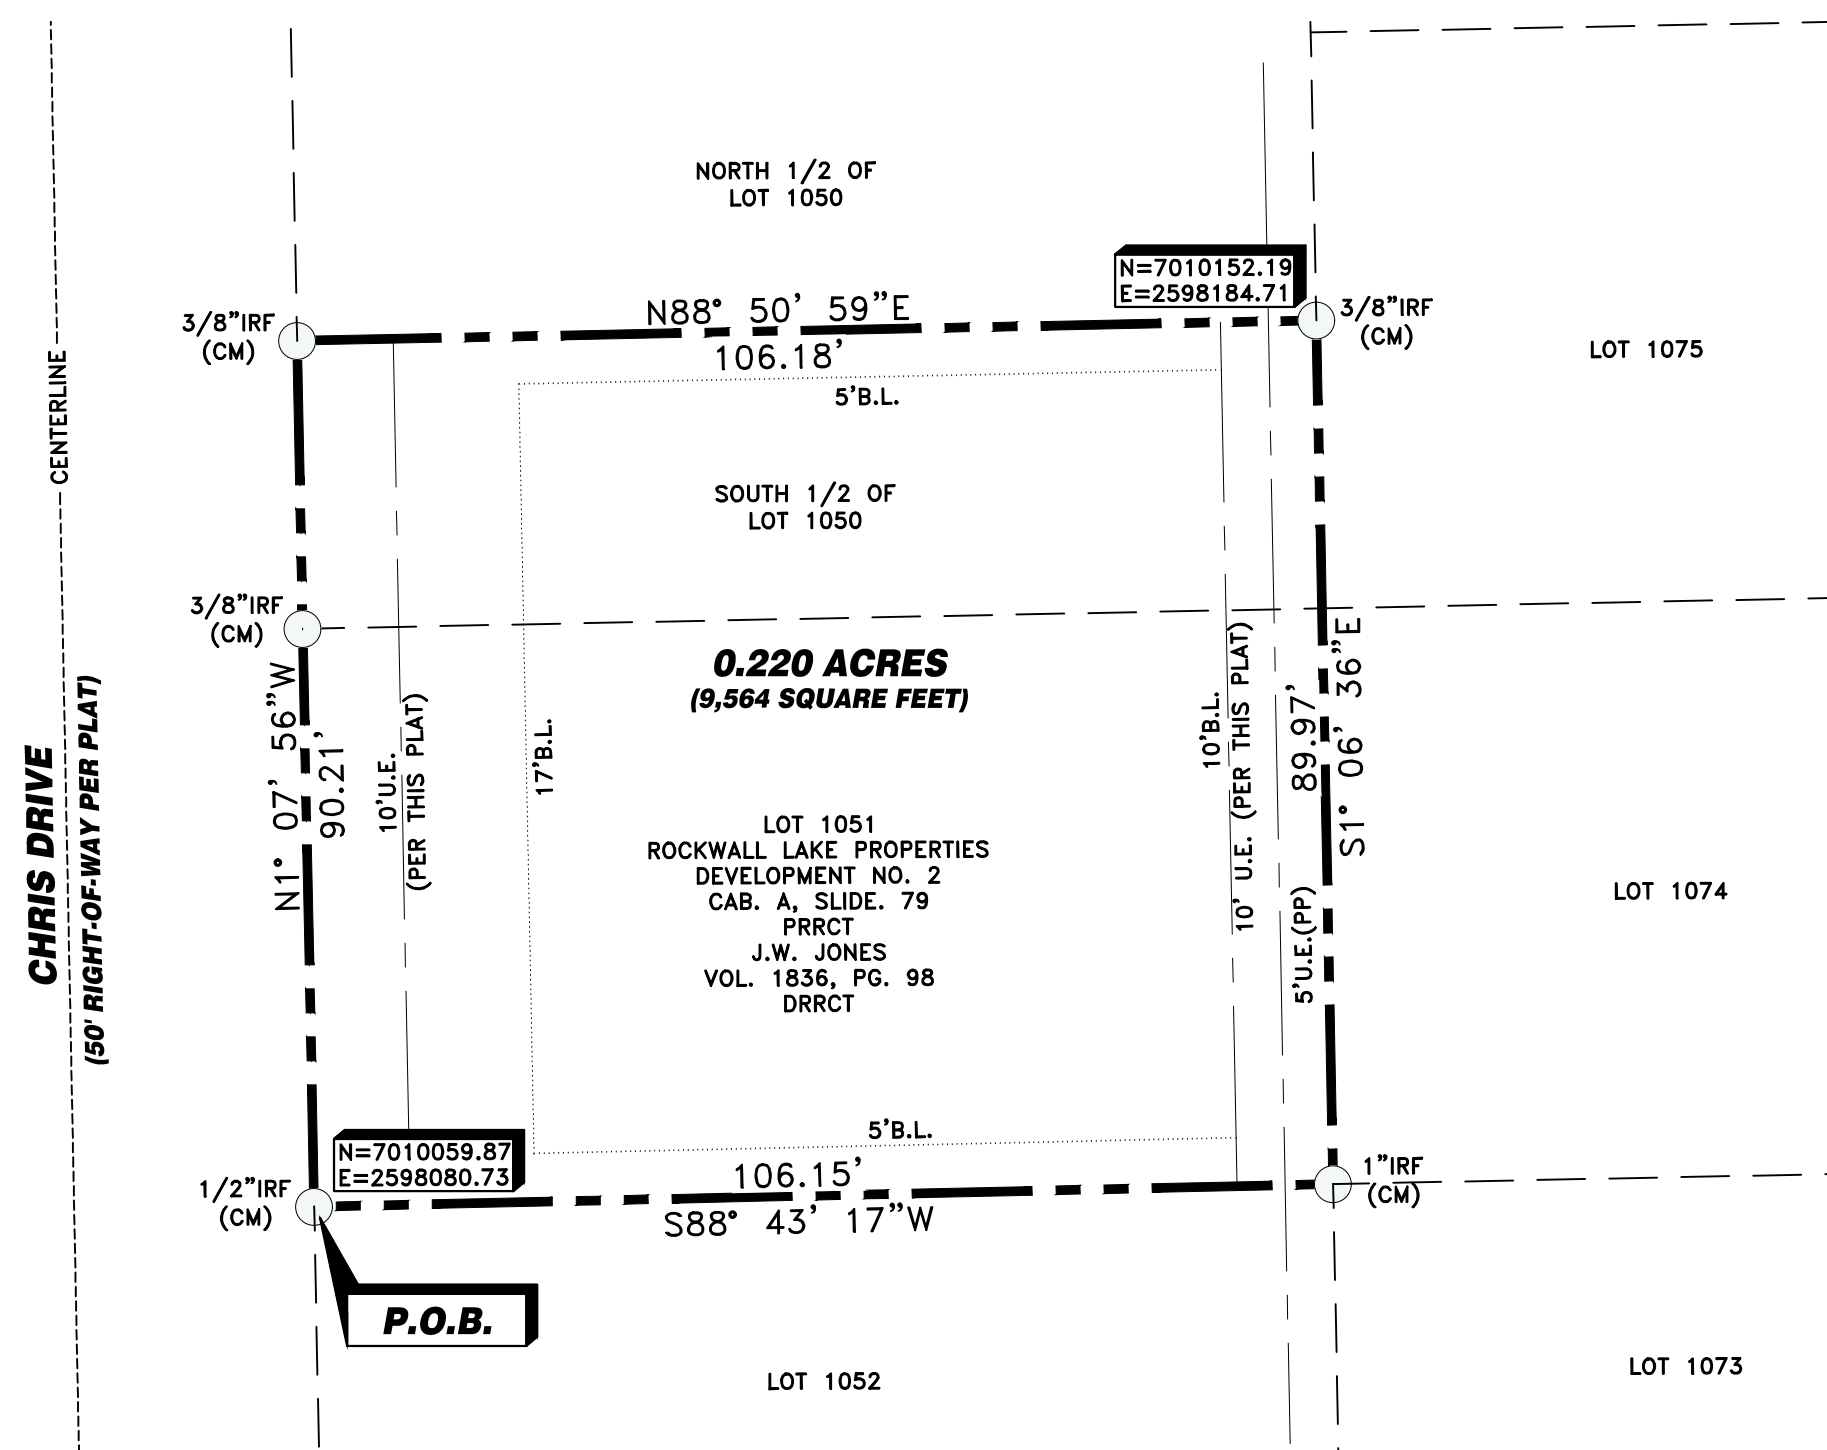 NORTH 1/2 OF
LOT 1050
N=7010152.19
E=2598184.71
3/8”IRF
(CM)
N88° 50’ 59”E
106.18’
3/8”IRF
(CM)
LOT 1075
5’B.L.
CENTERLINE
SOUTH 1/2 OF
LOT 1050
3/8”IRF
(CM)
0.220 ACRES
(9,564 SQUARE FEET)
CHRIS DRIVE
(50' RIGHT-OF-WAY PER PLAT)
N1° 07’ 56”W
90.21’
10’U.E.
(PER THIS PLAT)
17’B.L.
10’B.L.
10’ U.E. (PER THIS PLAT)
89.97’
S1° 06’ 36”E
5’U.E.(PP)
LOT 1051
ROCKWALL LAKE PROPERTIES
DEVELOPMENT NO. 2
CAB. A, SLIDE. 79
PRRCT
J.W. JONES
VOL. 1836, PG. 98
DRRCT
LOT 1074
5’B.L.
N=7010059.87
E=2598080.73
1/2”IRF
(CM)
106.15’
S88° 43’ 17”W
1”IRF
(CM)
P.O.B.
LOT 1052
LOT 1073